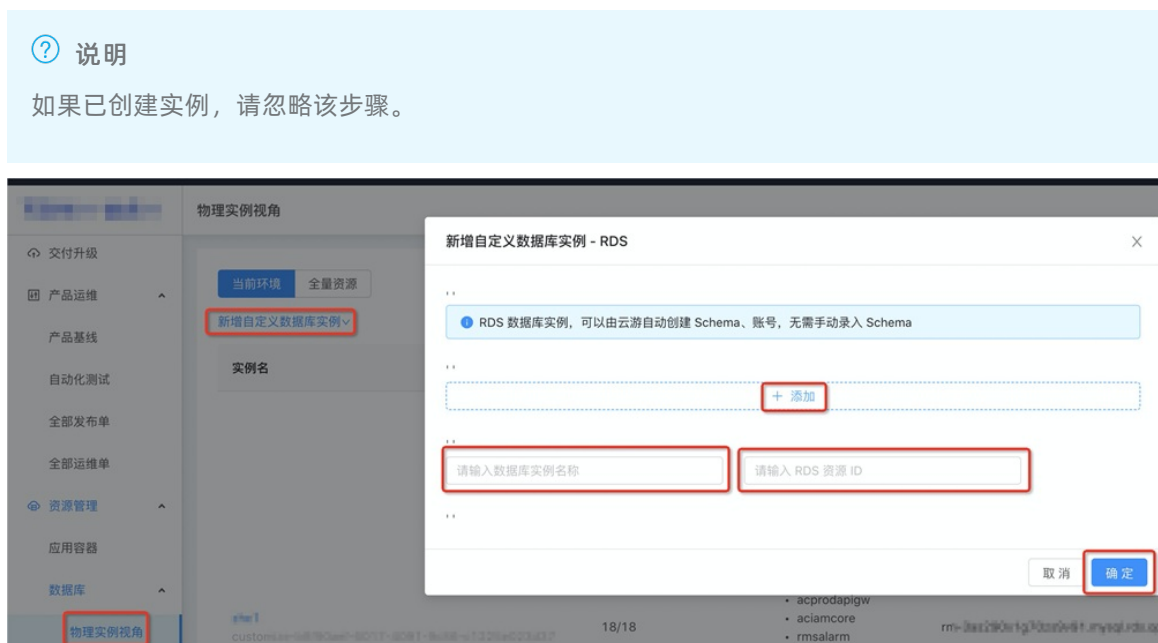 说明
如果已创建实例，请忽略该步骤。
物理实例视角
交付升级
产品运维
产品基线
自动化测试
全部发布单
全部运维单
资源管理
应用容器
数据库
物理实例视角
当前环境 全量资源
新增自定义数据库实例
实例名
新增自定义数据库实例 - RDS
RDS 数据库实例，可以由云游自动创建 Schema、账号，无需手动录入 Schema
+ 添加
请输入数据库实例名称 请输入 RDS 资源 ID
取 消 确 定
18/18
• acprodapigw
• aciamcore
• rmsalarm